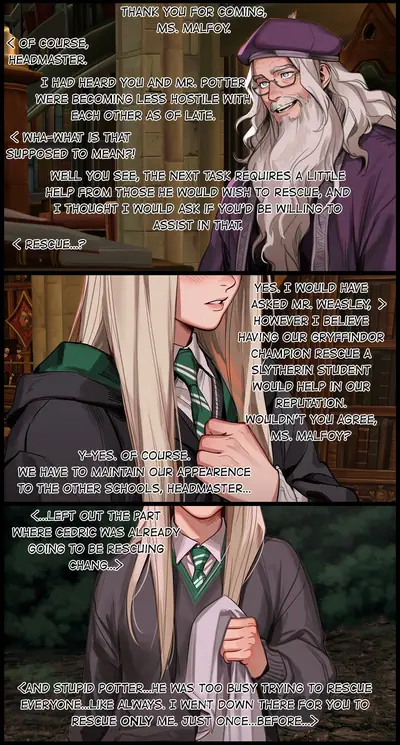 THANK YOU FOR COMING,
MS. MALFOY.
< OF COURSE,
HEADMASTER.
I HAD HEARD YOU AND MR. POTTER
WERE BECOMING LESS HOSTILE WITH
EACH OTHER AS OF LATE.
< WHA-WHAT IS THAT
SUPPOSED TO MEAN?!
WELL YOU SEE, THE NEXT TASK REQUIRES A LITTLE
HELP FROM THOSE HE WOULD WISH TO RESCUE, AND
I THOUGHT I WOULD ASK IF YOU'D BE WILLING TO
ASSIST IN THAT.
< RESCUE...?
YES. I WOULD HAVE
ASKED MR. WEASLEY, >
HOWEVER I BELIEVE
HAVING OUR GRYFFINDOR
CHAMPION RESCUE A
SLYTHERIN STUDENT
WOULD HELP IN OUR
REPUTATION.
WOULDN'T YOU AGREE,
MS. MALFOY?
Y-YES. OF COURSE.
WE HAVE TO MAINTAIN OUR APPEARENCE
TO THE OTHER SCHOOLS, HEADMASTER...
<...LEFT OUT THE PART
WHERE CEDRIC WAS ALREADY
GOING TO BE RESCUING
CHANG...>
<AND STUPID POTTER...HE WAS TOO BUSY TRYING TO RESCUE
EVERYONE...LIKE ALWAYS. I WENT DOWN THERE FOR YOU TO
RESCUE ONLY ME. JUST ONCE...BEFORE...>